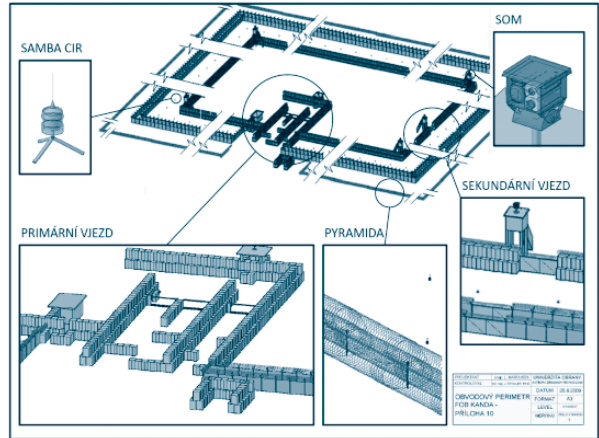 SOM
SAMBA CIR
SEKUNDÁRNÍ VJEZD
PRIMÁRNÍ VJEZD
PYRAMIDA
UNIVERZITA OBRANY
DATUM
OBVODOVÝ PERIMETR
FOB KANDA -
PŘÍLOHA 10
FORMAT A3
LEVEL